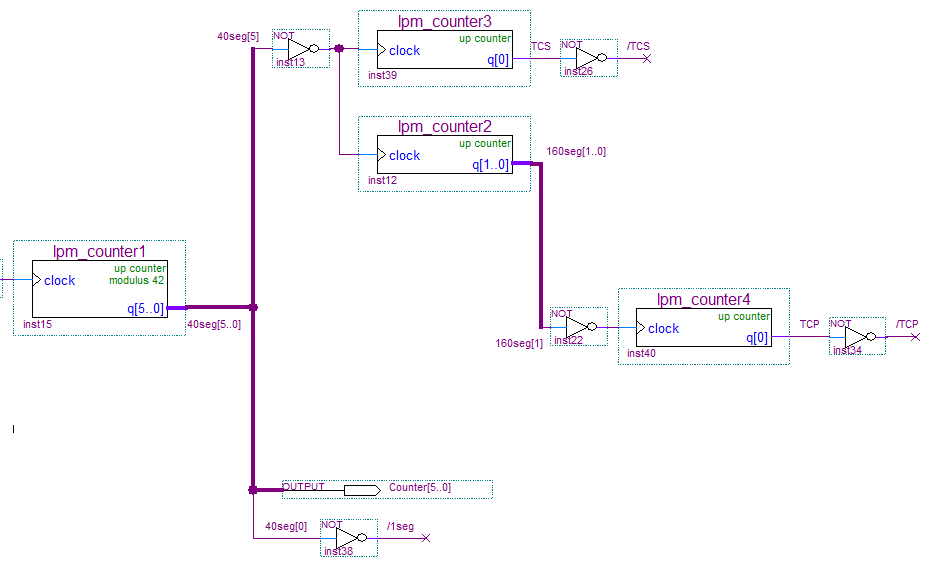 lpm_counter3
40seg[5]
NOT
inst13
up counter
clock
q[0]
inst39
TCS
NOT
inst26
/TCS
lpm_counter2
up counter
clock
q[1..0]
inst12
160seg[1..0]
lpm_counter1
up counter
modulus 42
clock
q[5..0]
inst15
40seg[5..0]
160seg[1]
NOT
inst22
lpm_counter4
up counter
clock
q[0]
inst40
TCP
NOT
inst34
/TCP
OUTPUT
Counter[5..0]
40seg[0]
NOT
inst38
/1seg